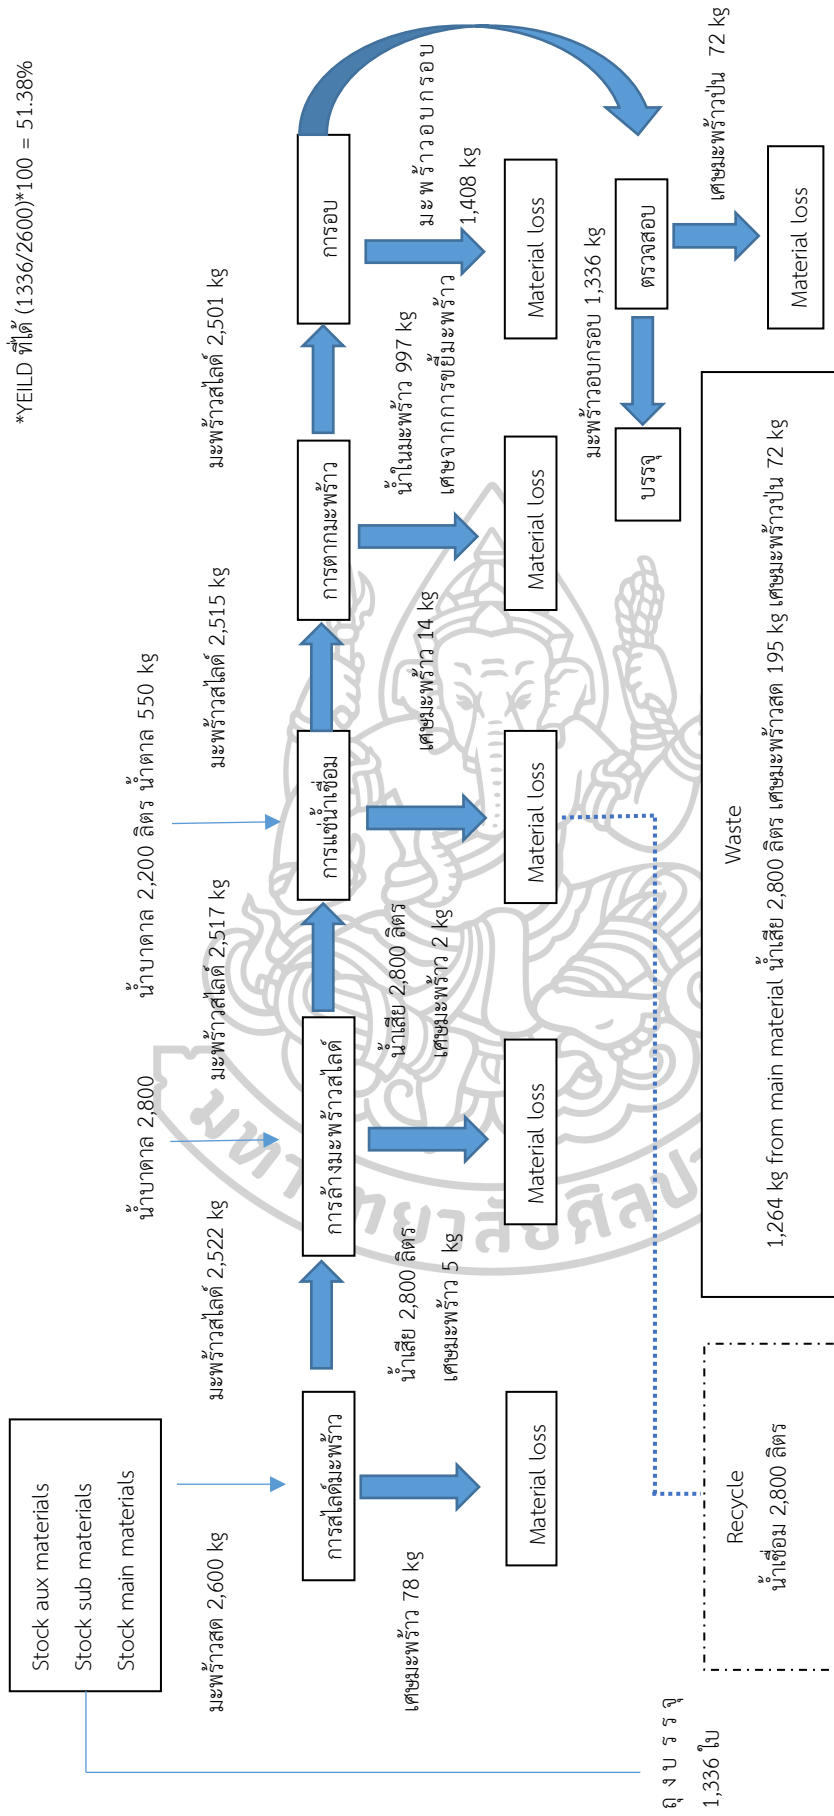 *YEILD ที่ได้ (1336/2600)*100 = 51.38%
Stock aux materials
Stock sub materials
Stock main materials
น้ำบาดาล 2,800
น้ำบาดาล 2,200 ลิตร น้ำตาล 550 kg
มะพร้าวสด 2,600 kg
มะพร้าวสไลด์ 2,522 kg
มะพร้าวสไลด์ 2,517 kg
มะพร้าวสไลด์ 2,515 kg
มะพร้าวสไลด์ 2,501 kg
การสไลด์มะพร้าว
การล้างมะพร้าวสไลด์
การแช่น้ำเชื่อม
การตากมะพร้าว
การอบ
เศษมะพร้าว 78 kg
น้ำเสีย 2,800 ลิตร
เศษมะพร้าว 5 kg
น้ำเสีย 2,800 ลิตร
เศษมะพร้าว 2 kg
เศษมะพร้าว 14 kg
น้ำในมะพร้าว 997 kg
เศษจากการขยี้มะพร้าว
มะพร้าวอบกรอบ
1,408 kg
Material loss
Material loss
Material loss
Material loss
Material loss
มะพร้าวอบกรอบ 1,336 kg
บรรจุ
ตรวจสอบ
เศษมะพร้าวป่น 72 kg
Material loss
ถุงบรรจุ
1,336 ใบ
Recycle
น้ำเชื่อม 2,800 ลิตร
Waste
1,264 kg from main material น้ำเสีย 2,800 ลิตร เศษมะพร้าวสด 195 kg เศษมะพร้าวป่น 72 kg